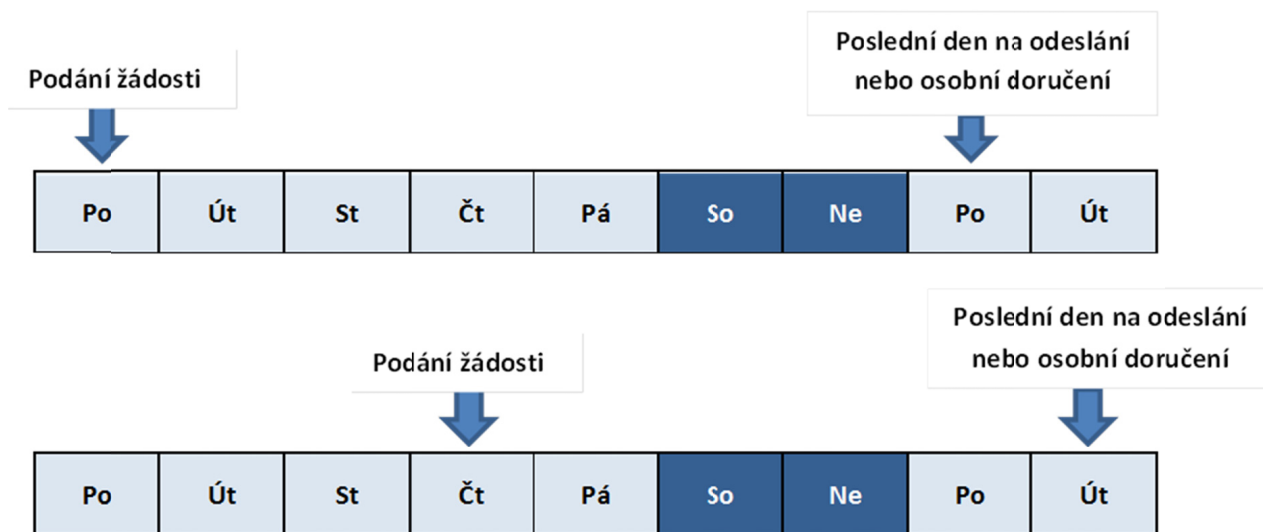 Poslední den na odeslání
nebo osobní doručení
Podání žádosti
Po Út St Čt Pá So Ne Po Út
Poslední den na odeslání
nebo osobní doručení
Podání žádosti
Po Út St Čt Pá So Ne Po Út